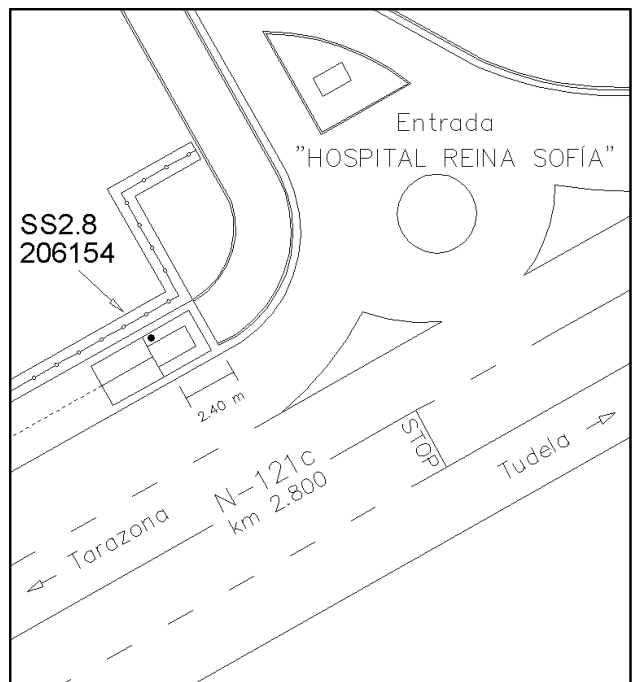 Entrada
"HOSPITAL REINA SOFÍA"
SS2.8
206154
2.40 m
STOP
N-121c
km 2.800
Tudela
Tarazona